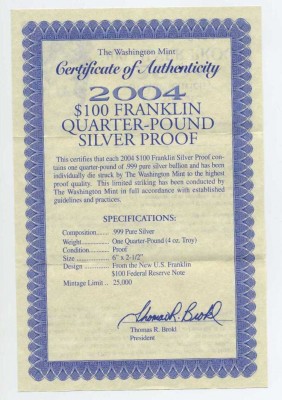 The Washington Mint
Certificate of Authenticity
2004
$100 FRANKLIN
QUARTER-POUND
SILVER PROOF
This certifies that each 2004 $100 Franklin Silver Proof con-
tains one quarter-pound of .999 pure silver bullion and has been
individually die struck by The Washington Mint to the highest
proof quality. This limited striking has been conducted by
The Washington Mint in full accordance with established
guidelines and practices.
SPECIFICATIONS:
Composition....... .999 Pure Silver
Weight............... One Quarter-Pound (4 oz. Troy)
Condition.......... Proof
Size..................... 6" x 2-1/2"
Design................ From the New U.S. Franklin
$100 Federal Reserve Note
Mintage Limit .. 25,000
Thomas R. Brokl
Thomas R. Brokl
President